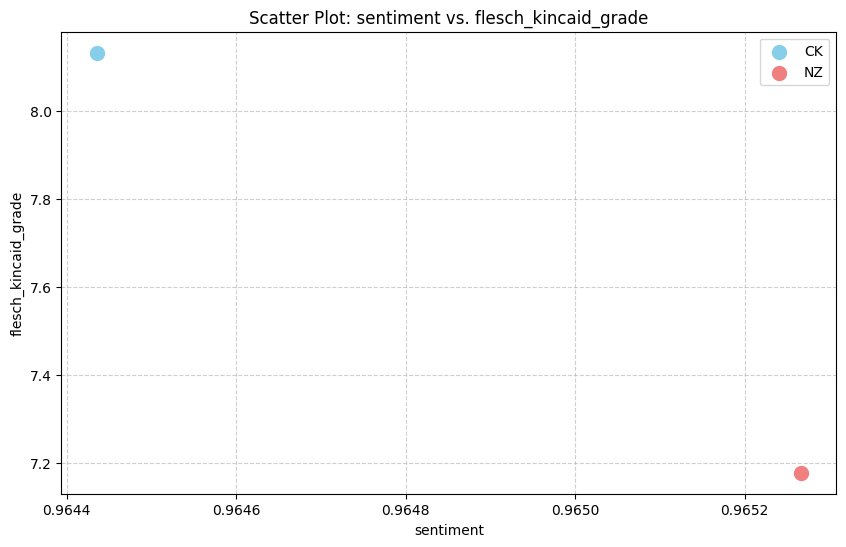 Scatter Plot: sentiment vs. flesch_kincaid_grade
CK
NZ
flesch_kincaid_grade
8.0
7.8
7.6
7.4
7.2
0.9644
0.9646
0.9648
0.9650
0.9652
sentiment